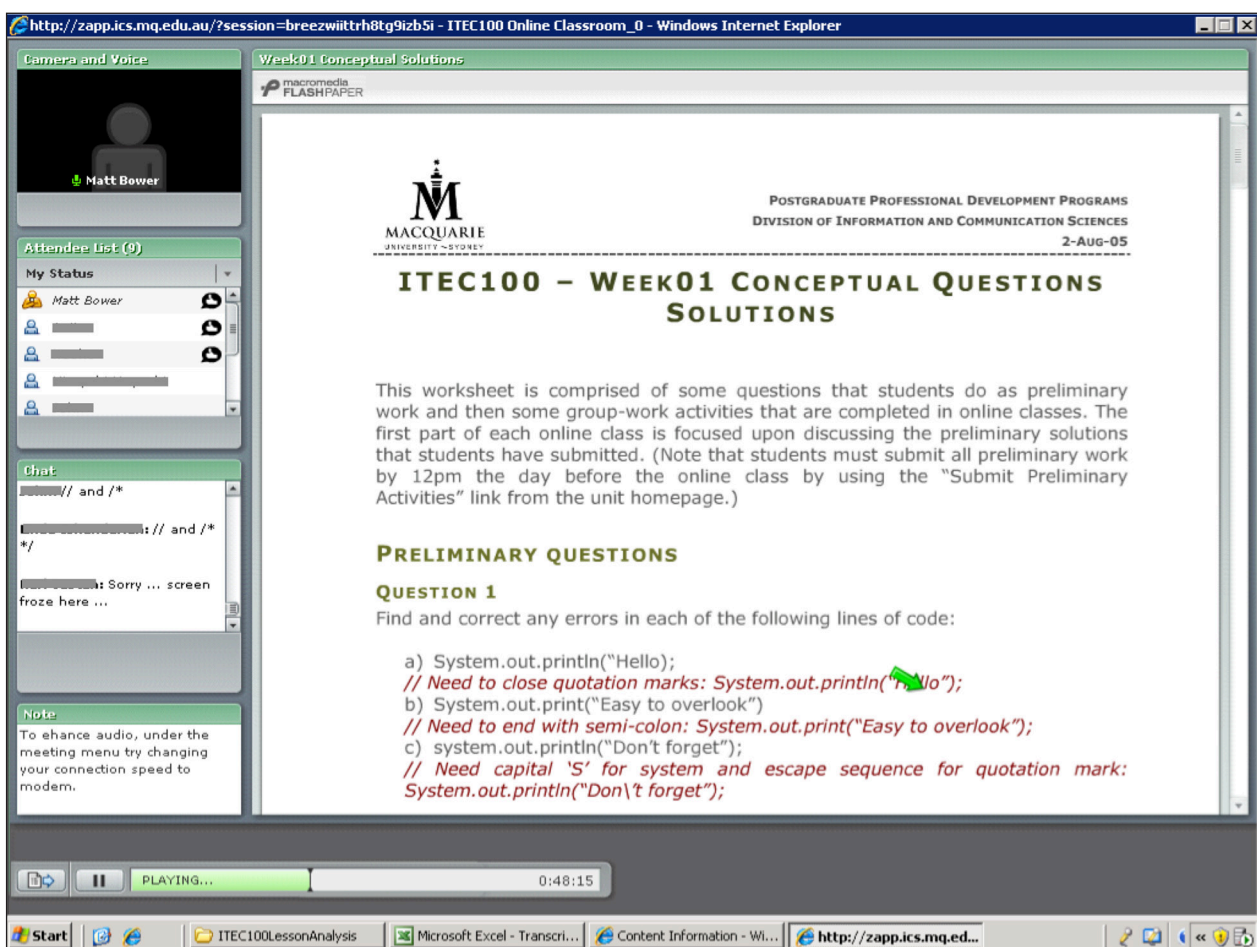 http://zapp.ics.mq.edu.au/?session=breezwiittrh8tg9izb5i - ITEC100 Online Classroom_0 - Windows Internet Explorer
Camera and Voice
Matt Bower
Attendee List (9)
My Status
Matt Bower
Chat
// and /*
: // and /*
*/
: Sorry ... screen
froze here ...
Note
To ehance audio, under the
meeting menu try changing
your connection speed to
modem.
Week01 Conceptual Solutions
macromedia
FLASHPAPER
M
MACQUARIE
UNIVERSITY ~ SYDNEY
POSTGRADUATE PROFESSIONAL DEVELOPMENT PROGRAMS
DIVISION OF INFORMATION AND COMMUNICATION SCIENCES
2-AUG-05
ITEC100 – WEEK01 CONCEPTUAL QUESTIONS
SOLUTIONS
This worksheet is comprised of some questions that students do as preliminary
work and then some group-work activities that are completed in online classes. The
first part of each online class is focused upon discussing the preliminary solutions
that students have submitted. (Note that students must submit all preliminary work
by 12pm the day before the online class by using the “Submit Preliminary
Activities” link from the unit homepage.)
PRELIMINARY QUESTIONS
QUESTION 1
Find and correct any errors in each of the following lines of code:
a) System.out.println(“Hello);
// Need to close quotation marks: System.out.println(“Hello”);
b) System.out.print(“Easy to overlook”)
// Need to end with semi-colon: System.out.print(“Easy to overlook”);
c) system.out.println(“Don’t forget”);
// Need capital ‘S’ for system and escape sequence for quotation mark:
System.out.println(“Don\’t forget”);
PLAYING...
0:48:15
Start
ITEC100LessonAnalysis
Microsoft Excel - Transcri...
Content Information - Wi...
http://zapp.ics.mq.ed...